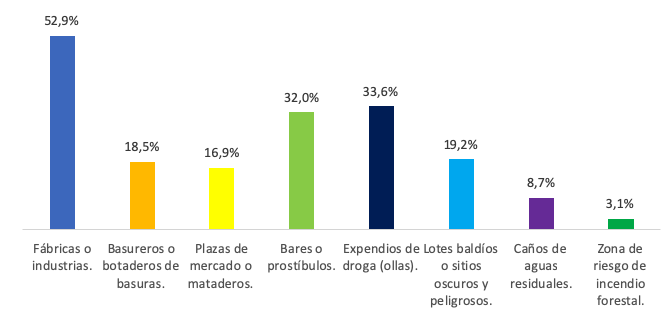 52,9%
18,5%
16,9%
32,0%
33,6%
19,2%
8,7%
3,1%
Fábricas o
industrias.
Basureros o
botaderos de
basuras.
Plazas de
mercado o
mataderos.
Bares o
prostíbulos.
Expendios de
droga (ollas).
Lotes baldíos
o sitios
oscuros y
peligrosos.
Caños de
aguas
residuales.
Zona de
riesgo de
incendio
forestal.